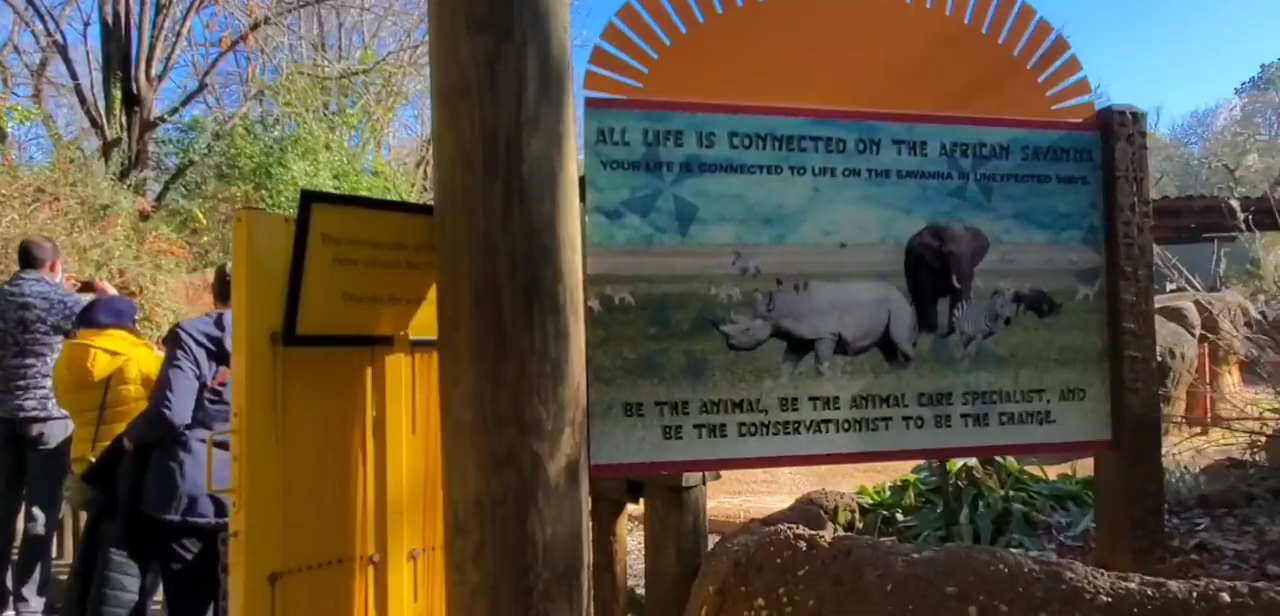 ALL LIFE IS CONNECTED ON THE AFRICAN SAVANNA
YOUR LIFE IS CONNECTED TO LIFE ON THE SAVANNA IN UNEXPECTED WAYS.
BE THE ANIMAL, BE THE ANIMAL CARE SPECIALIST, AND
BE THE CONSERVATIONIST TO BE THE CHANGE.